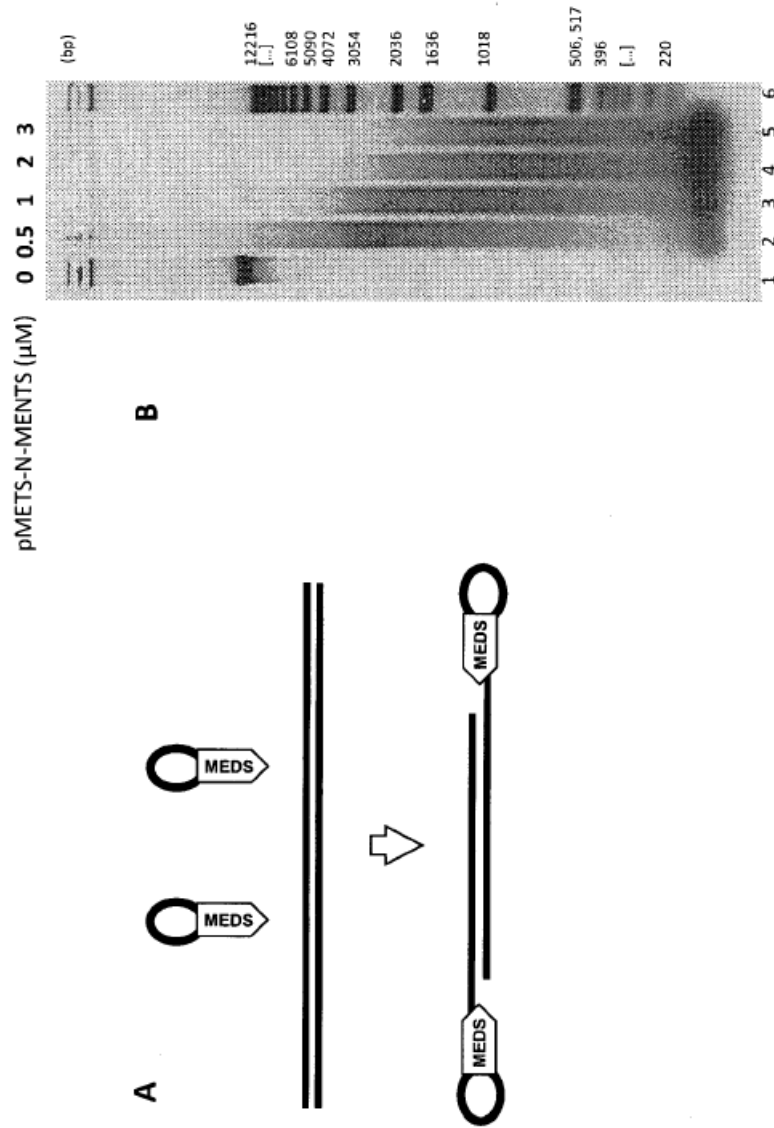 A
MEDS
MEDS
MEDS
MEDS
B
pMETS-N-MENTS (μM)
0 0.5 1 2 3
(bp)
12216
[...]
6108
5090
4072
3054
2036
1636
1018
506, 517
396
[...]
220
1 2 3 4 5 6